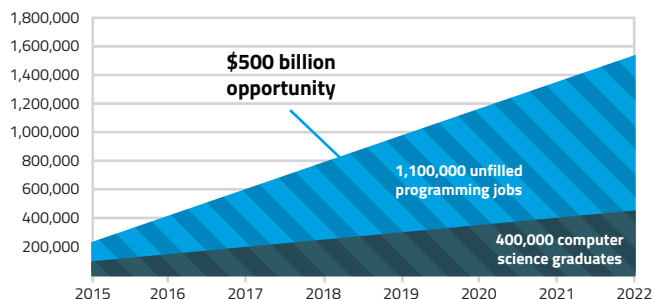 1,800,000
1,600,000
1,400,000
1,200,000
1,000,000
800,000
600,000
400,000
200,000
$500 billion
opportunity
1,100,000 unfilled
programming jobs
400,000 computer
science graduates
2015 2016 2017 2018 2019 2020 2021 2022